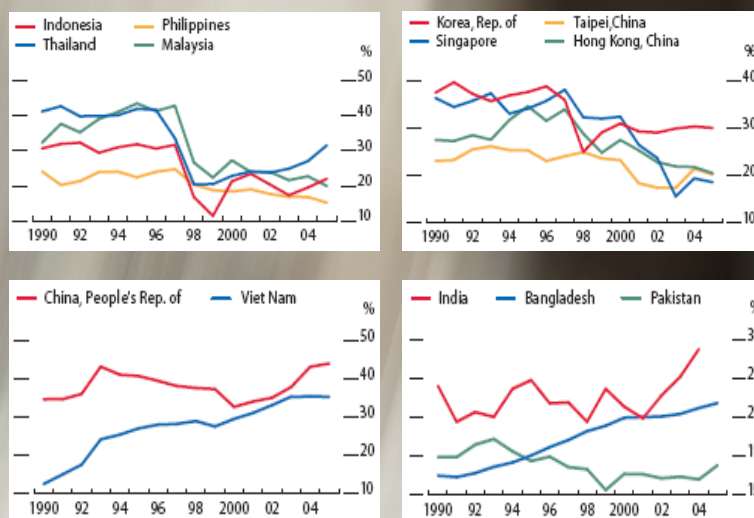 Indonesia Philippines
Thailand Malaysia
%
50
40
30
20
10
1990 92 94 96 98 2000 02 04
Korea, Rep. of Taipei,China
Singapore Hong Kong, China
%
40
30
20
10
1990 92 94 96 98 2000 02 04
China, People's Rep. of Viet Nam
%
50
40
30
20
10
1990 92 94 96 98 2000 02 04
India Bangladesh Pakistan
1990 92 94 96 98 2000 02 04